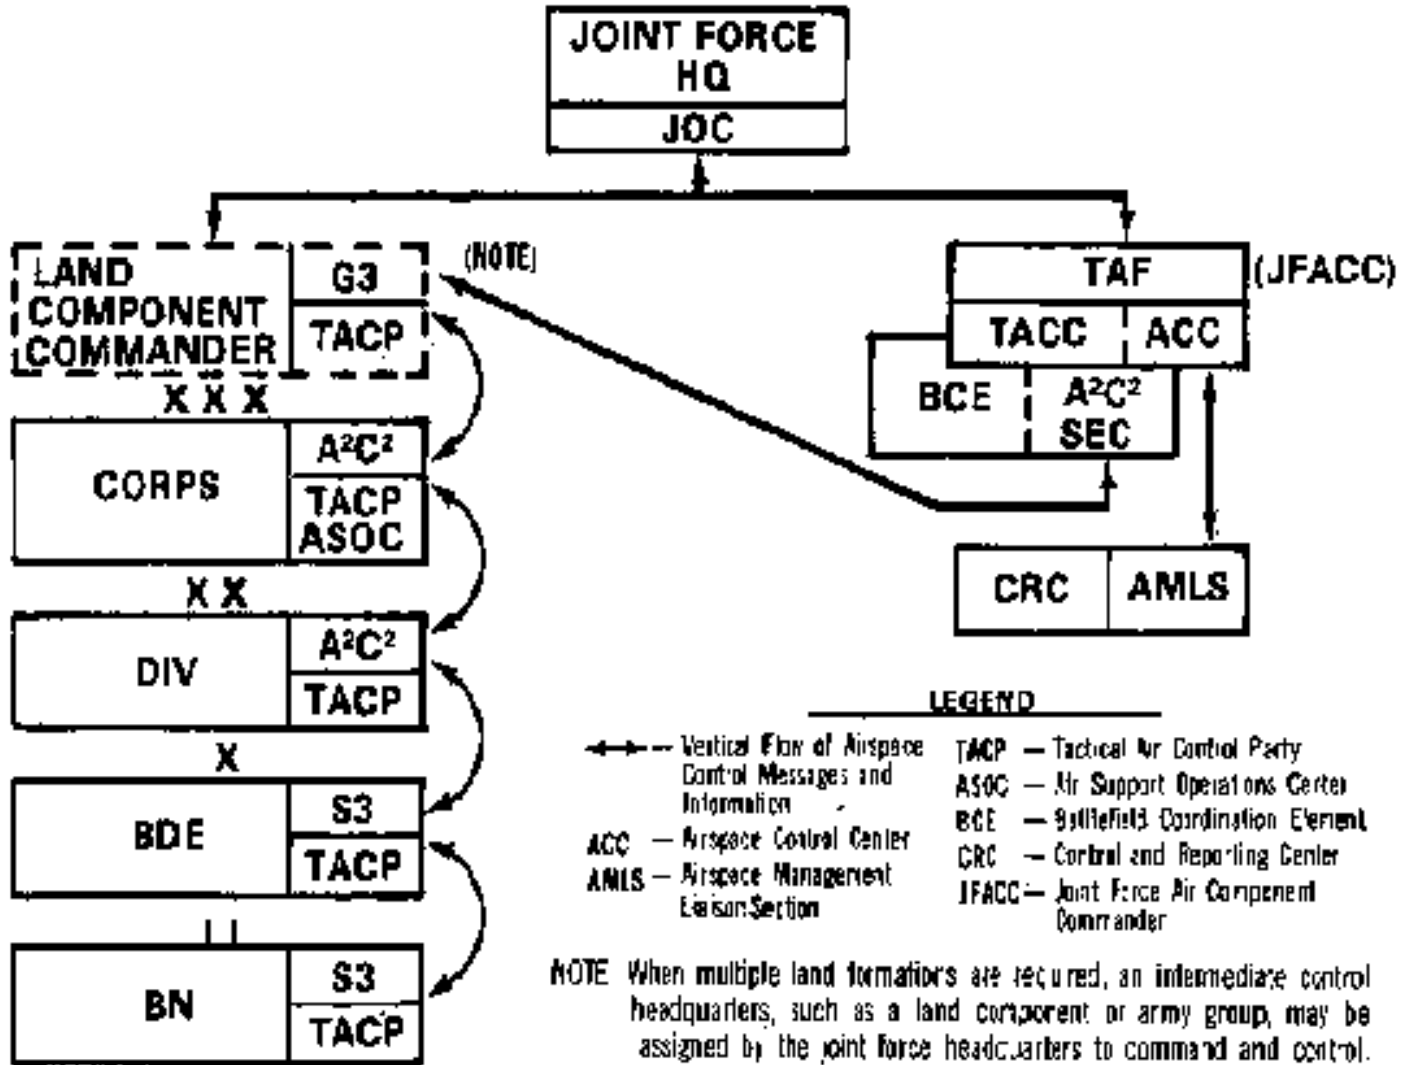 JOINT FORCE
HQ
JOC
LAND
COMPONENT
COMMANDER
G3
TACP
(NOTE)
TAF
(JFACC)
TACC
ACC
BCE
A²C²
SEC
X X X
CORPS
A²C²
TACP
ASOC
CRC
AMLS
X X
DIV
A²C²
TACP
X
BDE
S3
TACP
I I
BN
S3
TACP
LEGEND
Vertical Flow of Airspace
Control Messages and
Information
ACC — Airspace Control Center
AMLS — Airspace Management
Liaison Section
TACP — Tactical Air Control Party
ASOC — Air Support Operations Center
BCE — Battlefield Coordination Element
CRC — Control and Reporting Center
JFACC — Joint Force Air Component
Commander
NOTE When multiple land formations are required, an intermediate control
headquarters, such as a land component or army group, may be
assigned by the joint force headquarters to command and control.